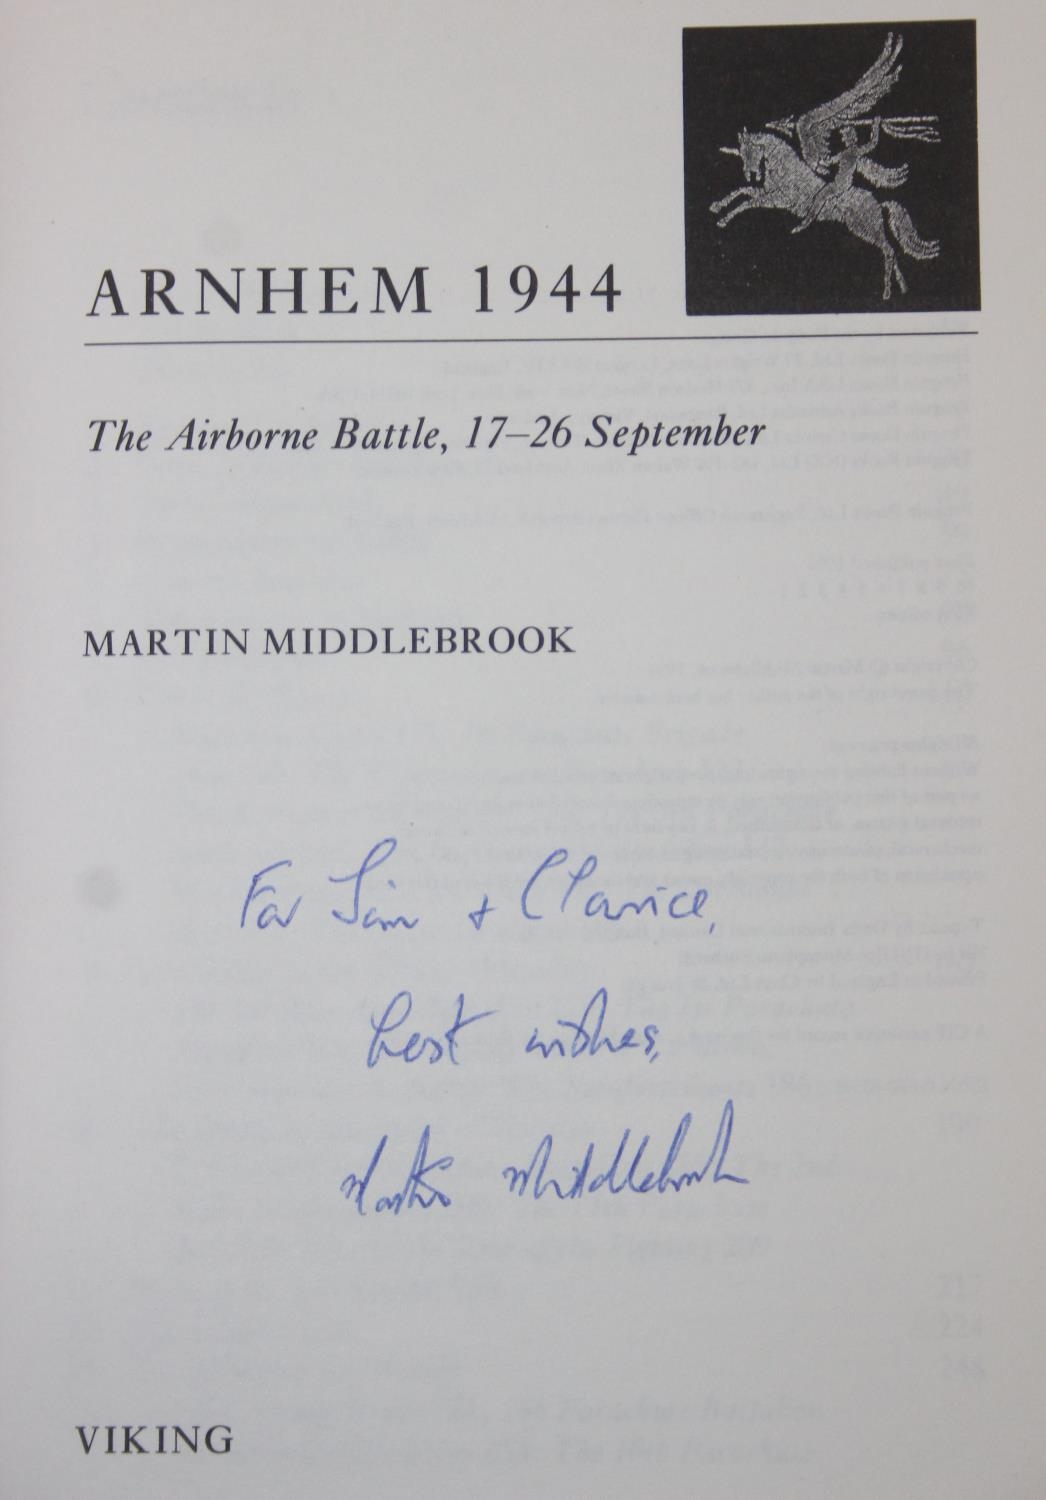 ARNHEM 1944
The Airborne Battle, 17–26 September
MARTIN MIDDLEBROOK
For Jim + Clarice,
best wishes,
Martin Middlebrook
VIKING